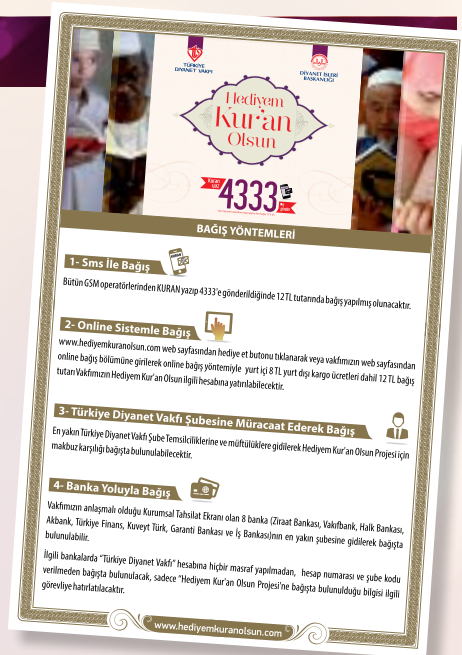 TÜRKİYE
DİYANET VAKFI
DİYANET İŞLERİ
BAŞKANLIĞI
Hediyem
Kur'an
Olsun
Kuran
yaz
4333
BAĞIŞ YÖNTEMLERİ
1- Sms İle Bağış
Bütün GSM operatörlerinden KURAN yazıp 4333'e gönderildiğinde 12 TL tutarında bağış yapılmış olunacaktır.
2- Online Sistemle Bağış
www.hediyemkuranolsun.com web sayfasından hediye et butonu tıklanarak veya vakfımızın web sayfasından
online bağış bölümüne girilerek online bağış yöntemiyle yurt içi 8 TL yurt dışı kargo ücretleri dahil 12 TL bağış
tutarı Vakfımızın Hediyem Kur'an Olsun ilgili hesabına yatırılabilecektir.
3- Türkiye Diyanet Vakfı Şubesine Müracaat Ederek Bağış
En yakın Türkiye Diyanet Vakfı Şube Temsilciliklerine ve müftülüklere gidilerek Hediyem Kur'an Olsun Projesi için
makbuz karşılığı bağışta bulunulabilecektir.
4- Banka Yoluyla Bağış
Vakfımızın anlaşmalı olduğu Kurumsal Tahsilat Ekranı olan 8 banka (Ziraat Bankası, Vakıfbank, Halk Bankası,
Akbank, Türkiye Finans, Kuveyt Türk, Garanti Bankası ve İş Bankası)nın en yakın şubesine gidilerek bağışta
bulunulabilir.
İlgili bankalarda "Türkiye Diyanet Vakfı" hesabına hiçbir masraf yapılmadan, hesap numarası ve şube kodu
verilmeden bağışta bulunulacak, sadece "Hediyem Kur'an Olsun Projesi'ne bağışta bulunulduğu bilgisi ilgili
görevliye hatırlatılacaktır.
www.hediyemkuranolsun.com